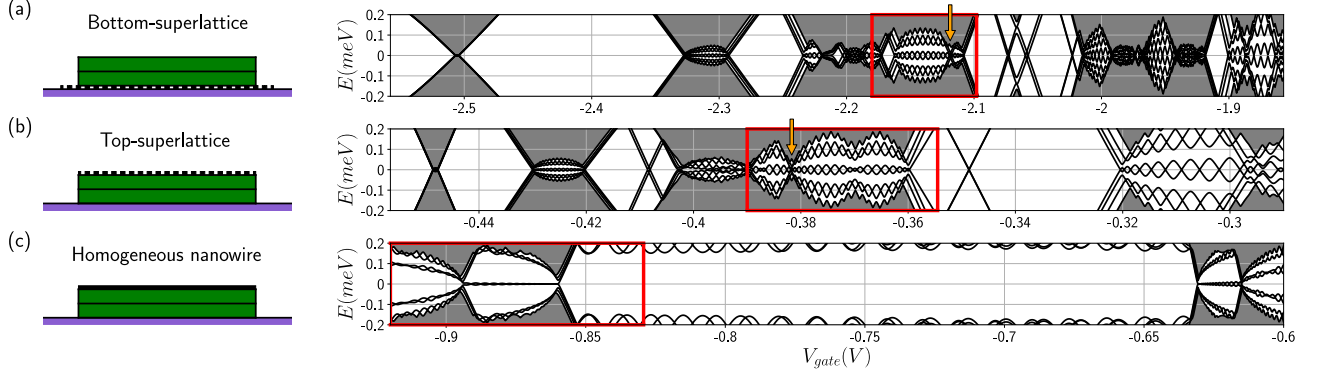 (a)
Bottom-superlattice
E(meV)
0.2
0.1
0
-0.1
-0.2
-2.5 -2.4 -2.3 -2.2 -2.1 -2 -1.9
(b)
Top-superlattice
E(meV)
0.2
0.1
0
-0.1
-0.2
-0.44 -0.42 -0.4 -0.38 -0.36 -0.34 -0.32 -0.3
(c)
Homogeneous nanowire
E(meV)
0.2
0.1
0
-0.1
-0.2
-0.9 -0.85 -0.8 -0.75 -0.7 -0.65 -0.6
V_{gate}(V)